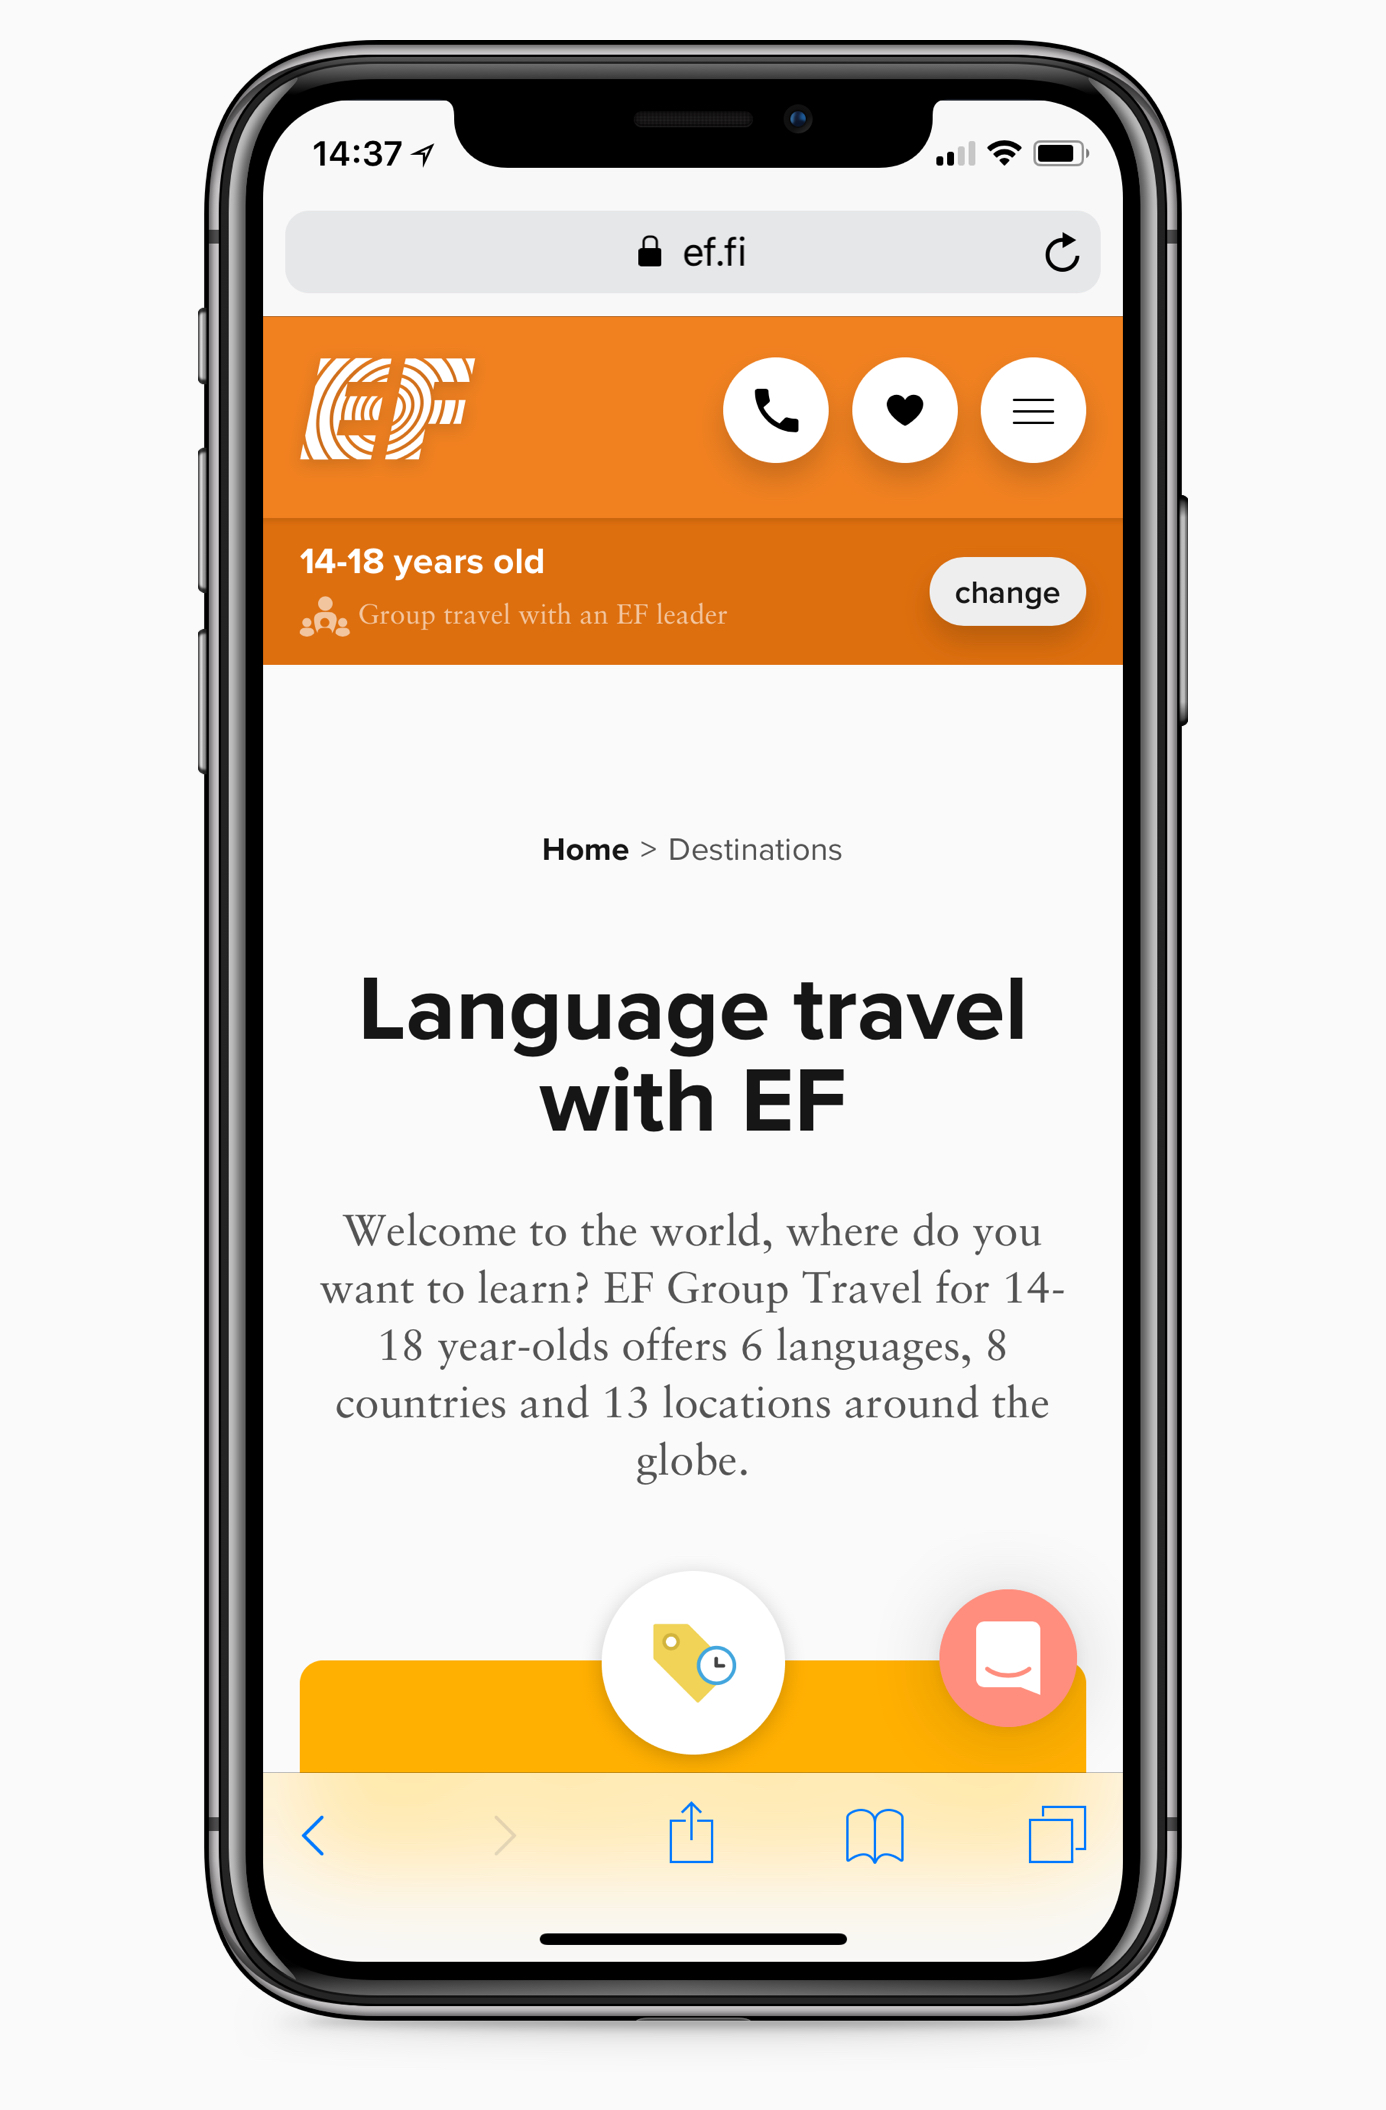 14:37
ef.fi
EF
14-18 years old
Group travel with an EF leader
change
Home > Destinations
Language travel
with EF
Welcome to the world, where do you
want to learn? EF Group Travel for 14-
18 year-olds offers 6 languages, 8
countries and 13 locations around the
globe.